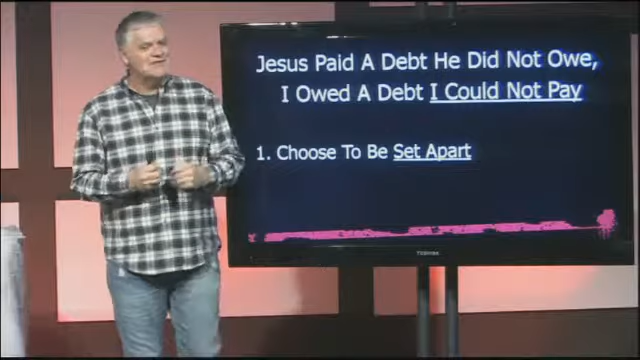 Jesus Paid A Debt He Did Not Owe,
I Owed A Debt I Could Not Pay
1. Choose To Be Set Apart
TOSHIBA